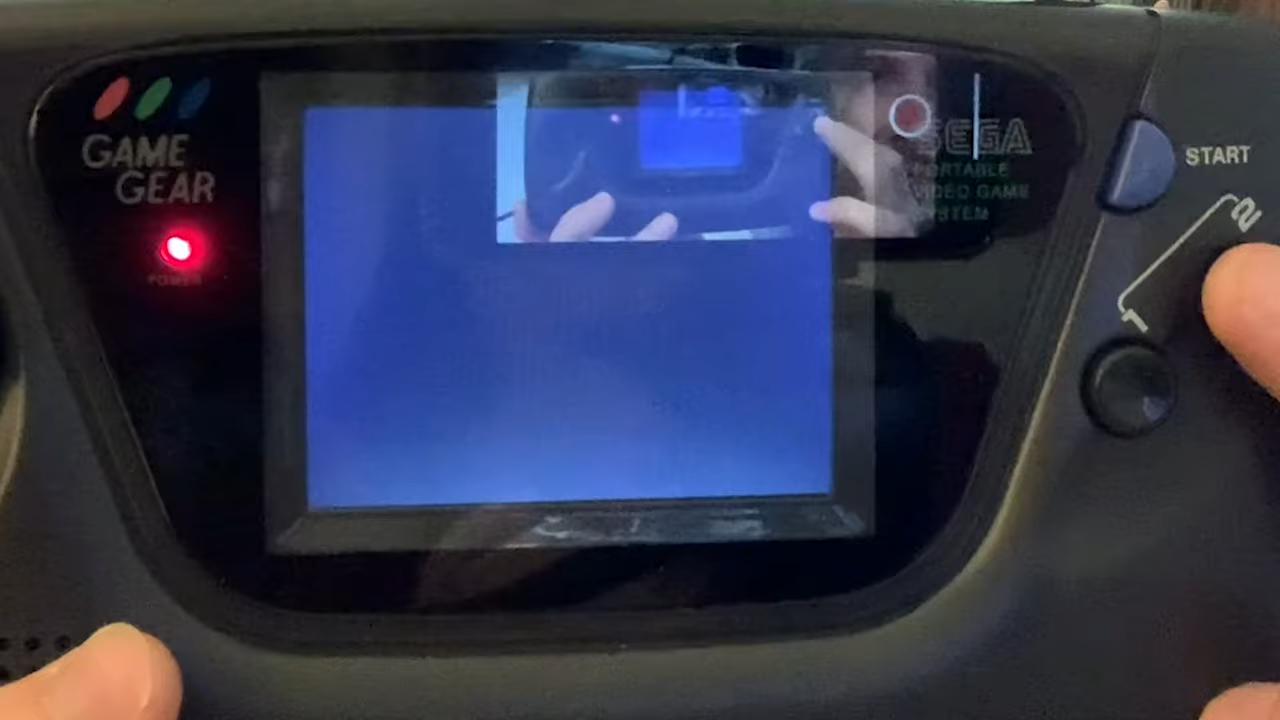 GAME
GEAR
POWER
SEGA
PORTABLE
VIDEO GAME
SYSTEM
START
2
1